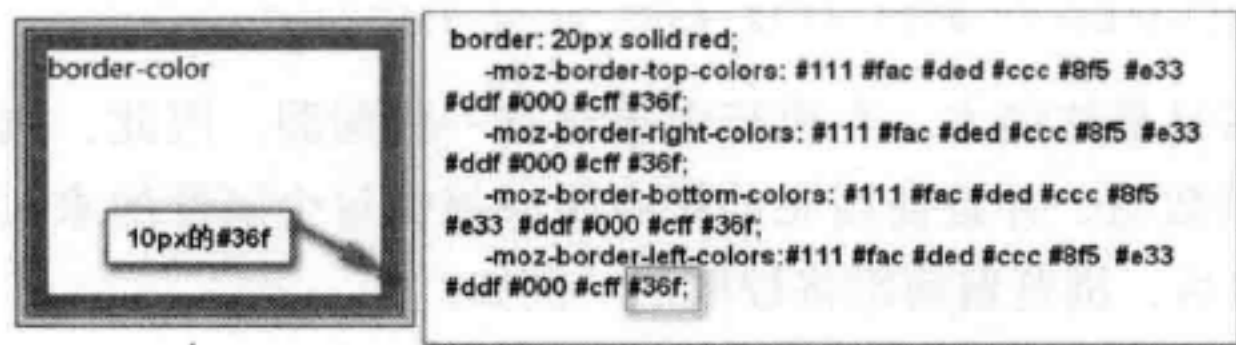 border-color
10px的#36f
border: 20px solid red;
-moz-border-top-colors: #111 #fac #ded #ccc #8f5 #e33
#ddf #000 #cff #36f;
-moz-border-right-colors: #111 #fac #ded #ccc #8f5 #e33
#ddf #000 #cff #36f;
-moz-border-bottom-colors: #111 #fac #ded #ccc #8f5
#e33 #ddf #000 #cff #36f;
-moz-border-left-colors:#111 #fac #ded #ccc #8f5 #e33
#ddf #000 #cff #36f;